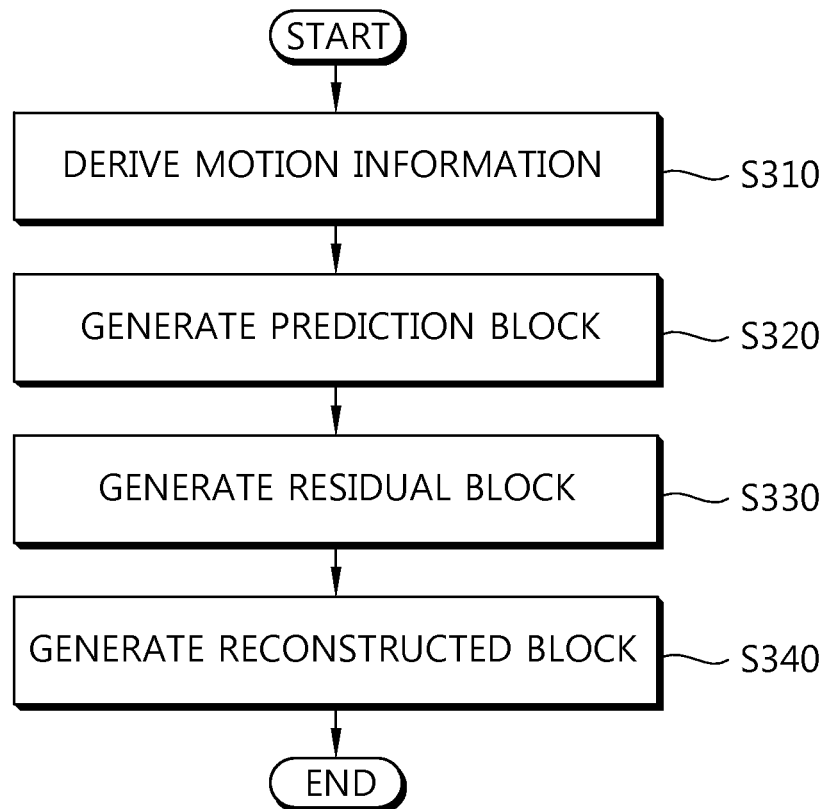 START
DERIVE MOTION INFORMATION
S310
GENERATE PREDICTION BLOCK
S320
GENERATE RESIDUAL BLOCK
S330
GENERATE RECONSTRUCTED BLOCK
S340
END